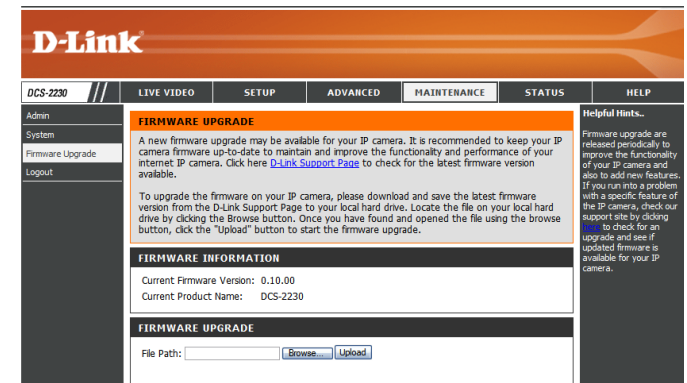 D-Link
DCS-2230
LIVE VIDEO
SETUP
ADVANCED
MAINTENANCE
STATUS
HELP
Admin
System
Firmware Upgrade
Logout
FIRMWARE UPGRADE
A new firmware upgrade may be available for your IP camera. It is recommended to keep your IP
camera firmware up-to-date to maintain and improve the functionality and performance of your
internet IP camera. Click here D-Link Support Page to check for the latest firmware version
available.
To upgrade the firmware on your IP camera, please download and save the latest firmware
version from the D-Link Support Page to your local hard drive. Locate the file on your local hard
drive by clicking the Browse button. Once you have found and opened the file using the browse
button, click the "Upload" button to start the firmware upgrade.
FIRMWARE INFORMATION
Current Firmware Version: 0.10.00
Current Product Name: DCS-2230
FIRMWARE UPGRADE
File Path: Browse... Upload
Helpful Hints..
Firmware upgrade are
released periodically to
improve the functionality
of your IP camera and
also to add new features.
If you run into a problem
with a specific feature of
the IP camera, check our
support site by clicking
here to check for an
upgrade and see if
updated firmware is
available for your IP
camera.